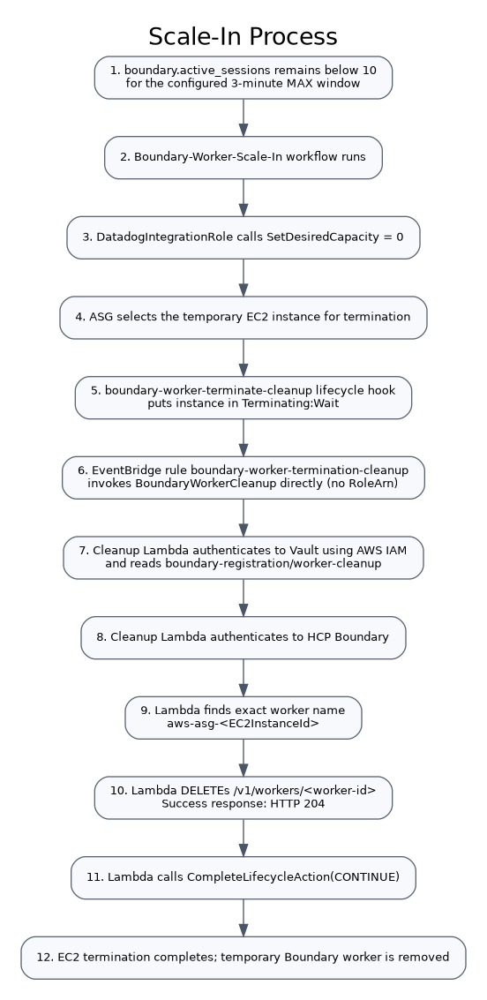 Scale-In Process
1. boundary.active_sessions remains below 10
for the configured 3-minute MAX window
2. Boundary-Worker-Scale-In workflow runs
3. DatadogIntegrationRole calls SetDesiredCapacity = 0
4. ASG selects the temporary EC2 instance for termination
5. boundary-worker-terminate-cleanup lifecycle hook
puts instance in Terminating:Wait
6. EventBridge rule boundary-worker-termination-cleanup
invokes BoundaryWorkerCleanup directly (no RoleArn)
7. Cleanup Lambda authenticates to Vault using AWS IAM
and reads boundary-registration/worker-cleanup
8. Cleanup Lambda authenticates to HCP Boundary
9. Lambda finds exact worker name
aws-asg-<EC2InstanceId>
10. Lambda DELETEs /v1/workers/<worker-id>
Success response: HTTP 204
11. Lambda calls CompleteLifecycleAction(CONTINUE)
12. EC2 termination completes; temporary Boundary worker is removed